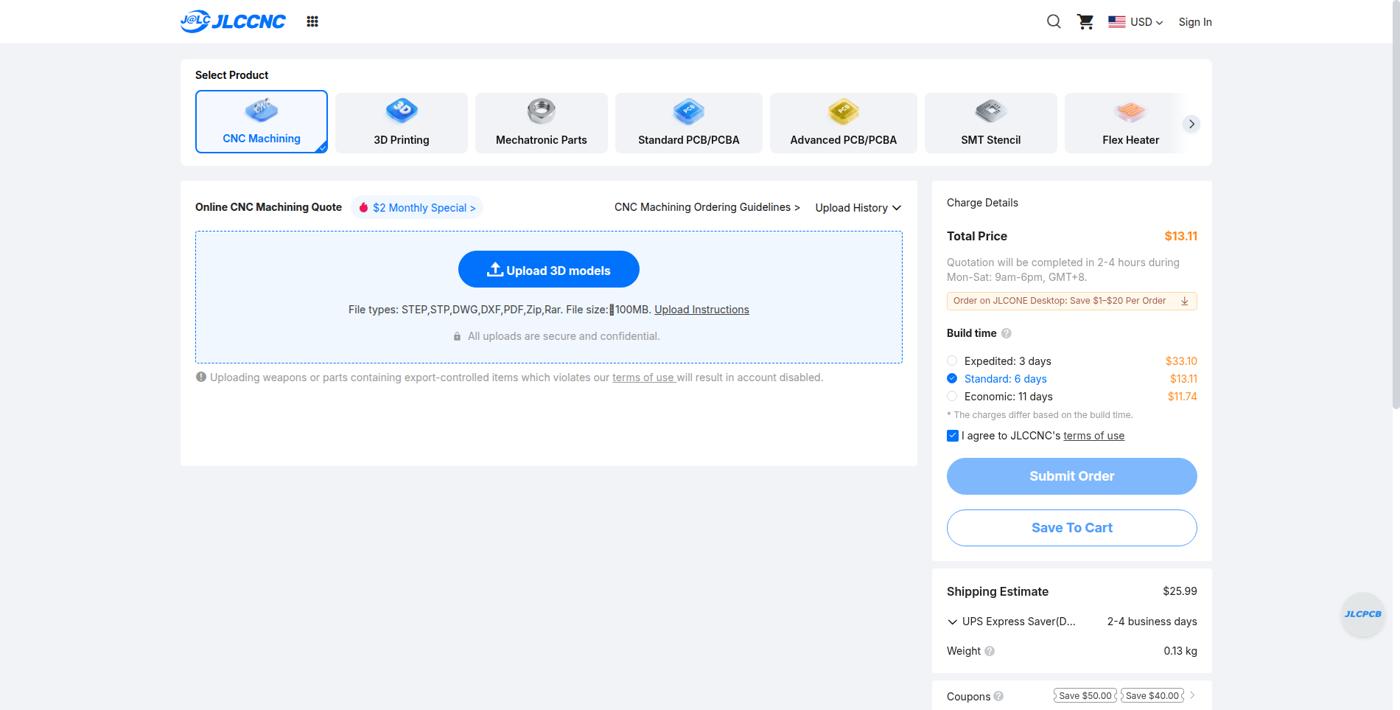 J@LC JLCCNC
USD
Sign In
Select Product
CNC Machining
3D Printing
Mechatronic Parts
Standard PCB/PCBA
Advanced PCB/PCBA
SMT Stencil
Flex Heater
Online CNC Machining Quote
$2 Monthly Special >
CNC Machining Ordering Guidelines >
Upload History
Upload 3D models
File types: STEP,STP,DWG,DXF,PDF,Zip,Rar. File size:100MB. Upload Instructions
All uploads are secure and confidential.
Uploading weapons or parts containing export-controlled items which violates our terms of use will result in account disabled.
Charge Details
Total Price $13.11
Quotation will be completed in 2-4 hours during
Mon-Sat: 9am-6pm, GMT+8.
Order on JLCONE Desktop: Save $1–$20 Per Order
Build time ?
Expedited: 3 days $33.10
Standard: 6 days $13.11
Economic: 11 days $11.74
* The charges differ based on the build time.
I agree to JLCCNC's terms of use
Submit Order
Save To Cart
Shipping Estimate $25.99
UPS Express Saver(D... 2-4 business days
Weight ? 0.13 kg
Coupons ? Save $50.00 Save $40.00
JLCPCB